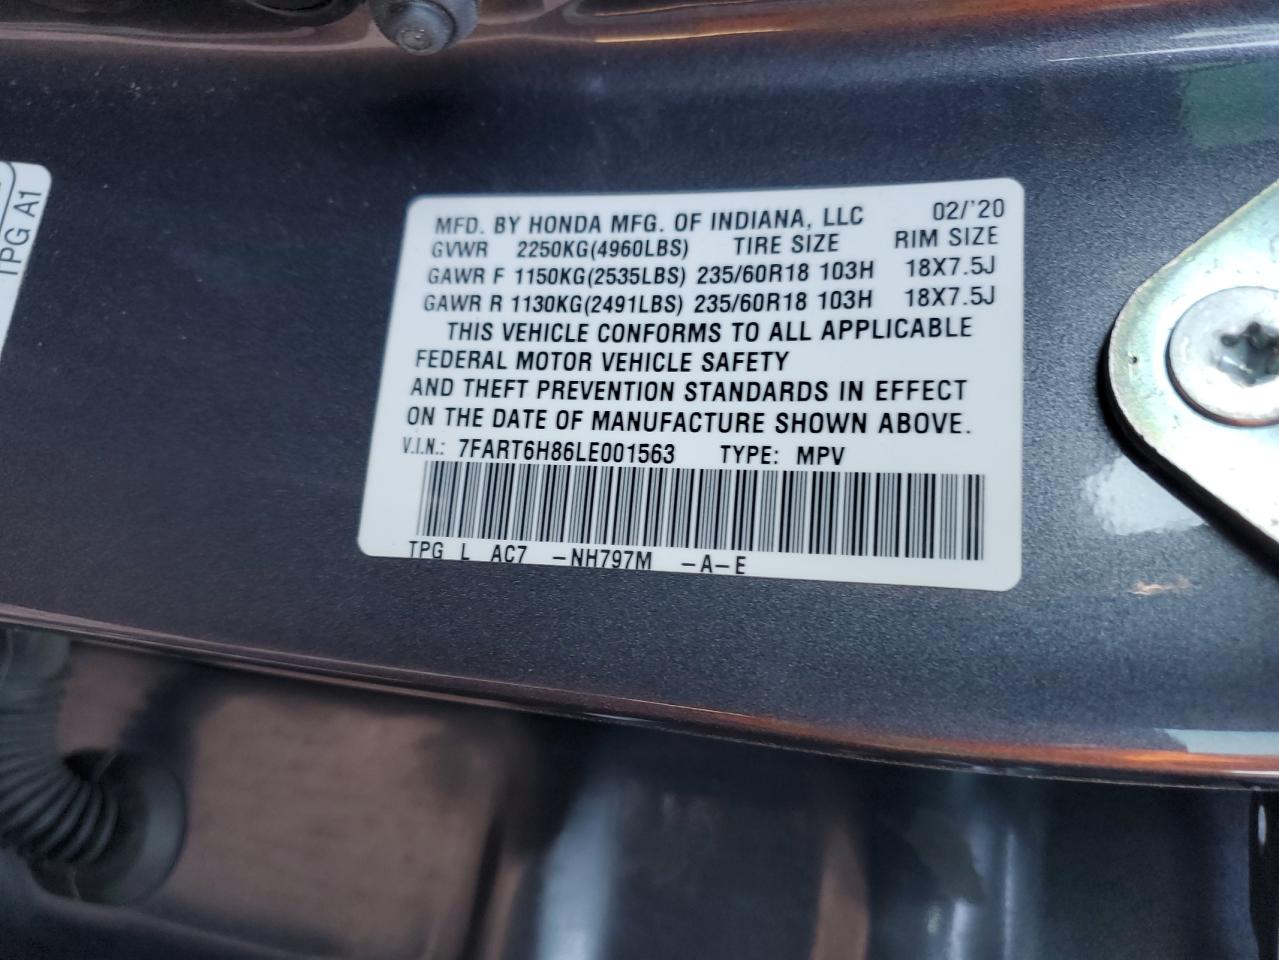 TPG A1
MFD. BY HONDA MFG. OF INDIANA, LLC 02/'20
GVWR 2250KG(4960LBS) TIRE SIZE RIM SIZE
GAWR F 1150KG(2535LBS) 235/60R18 103H 18X7.5J
GAWR R 1130KG(2491LBS) 235/60R18 103H 18X7.5J
THIS VEHICLE CONFORMS TO ALL APPLICABLE
FEDERAL MOTOR VEHICLE SAFETY
AND THEFT PREVENTION STANDARDS IN EFFECT
ON THE DATE OF MANUFACTURE SHOWN ABOVE.
V.I.N.: 7FART6H86LE001563 TYPE: MPV
TPG L AC7 -NH797M -A-E